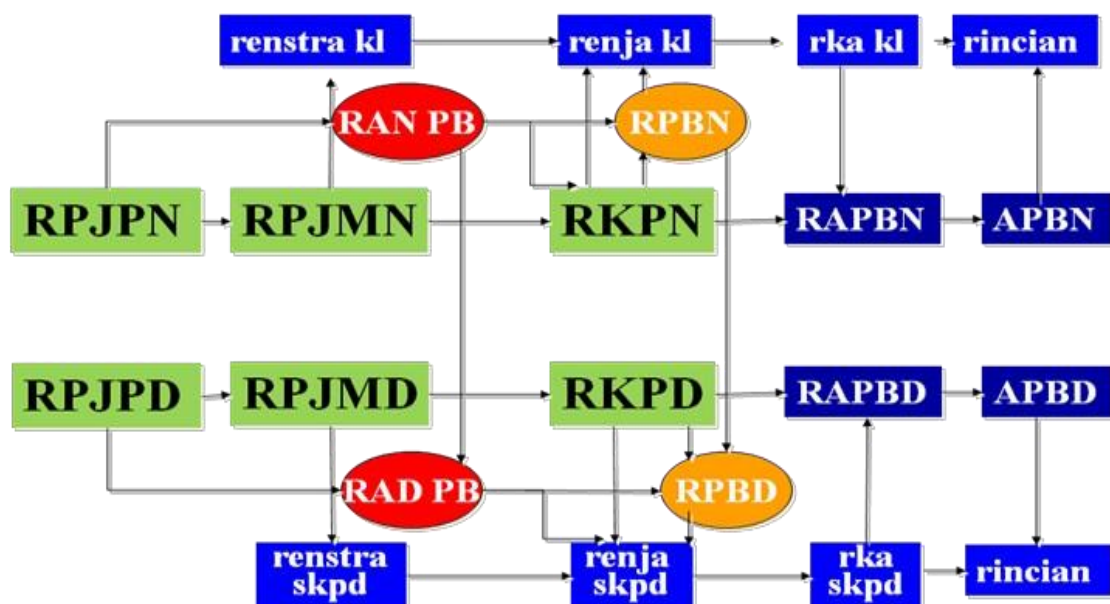 renstra kl
renja kl
rka kl
rincian
RAN PB
RPBN
RPJPN
RPJMN
RKPN
RAPBN
APBN
RPJPD
RPJMD
RKPD
RAPBD
APBD
RAD PB
RPBD
renstra
skpd
renja
skpd
rka
skpd
rincian